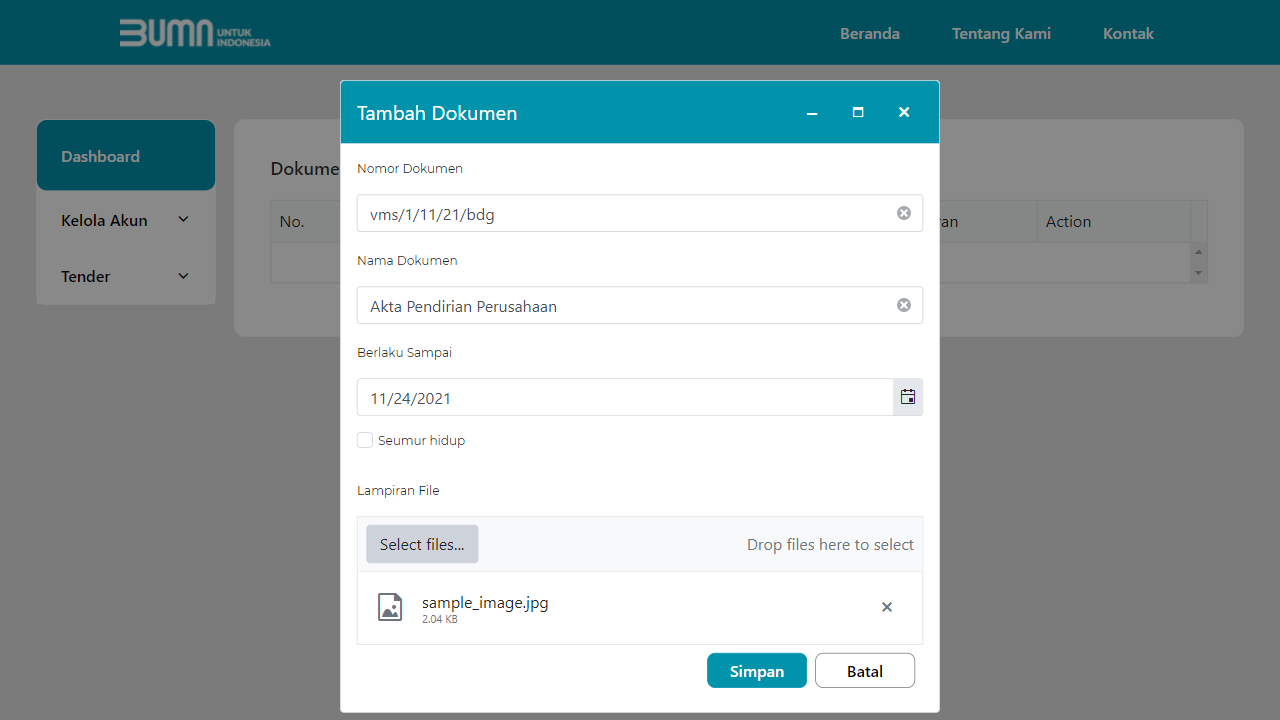 BUMN UNTUK
INDONESIA
Beranda
Tentang Kami
Kontak
Tambah Dokumen
Dashboard
Kelola Akun
Tender
Dokume
No.
ran
Action
Nomor Dokumen
vms/1/11/21/bdg
Nama Dokumen
Akta Pendirian Perusahaan
Berlaku Sampai
11/24/2021
Seumur hidup
Lampiran File
Select files...
Drop files here to select
sample_image.jpg
2.04 KB
Simpan
Batal